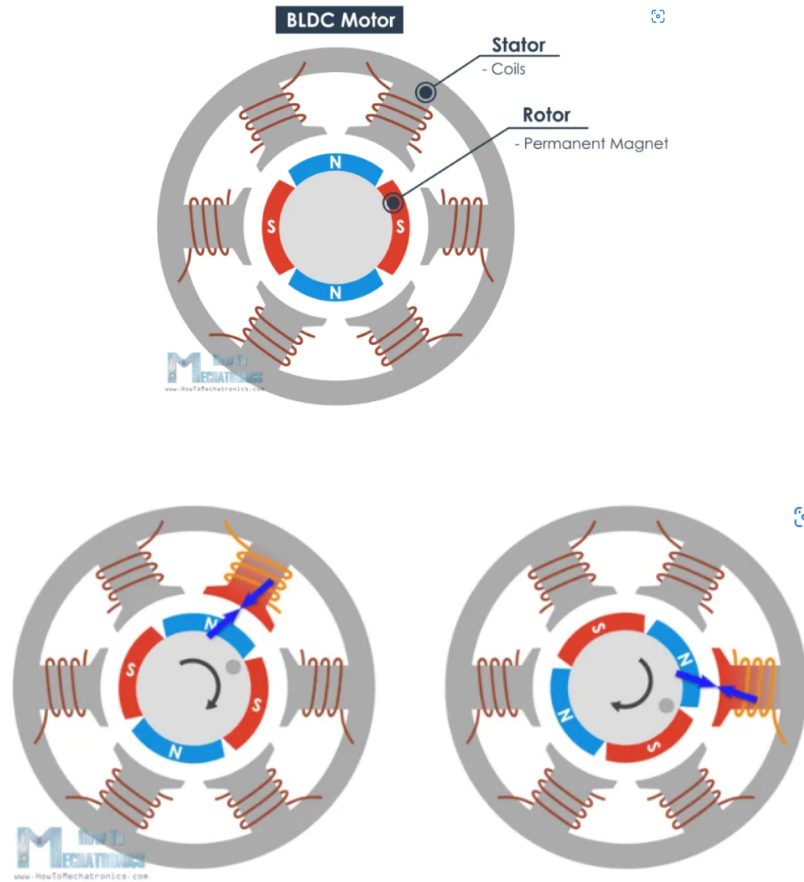 BLDC Motor
Stator
- Coils
Rotor
- Permanent Magnet
N
S
S
N
How To
MECHATRONICS
www.HowToMechatronics.com
N
S
S
N
S
N
N
S
How To
MECHATRONICS
www.HowToMechatronics.com